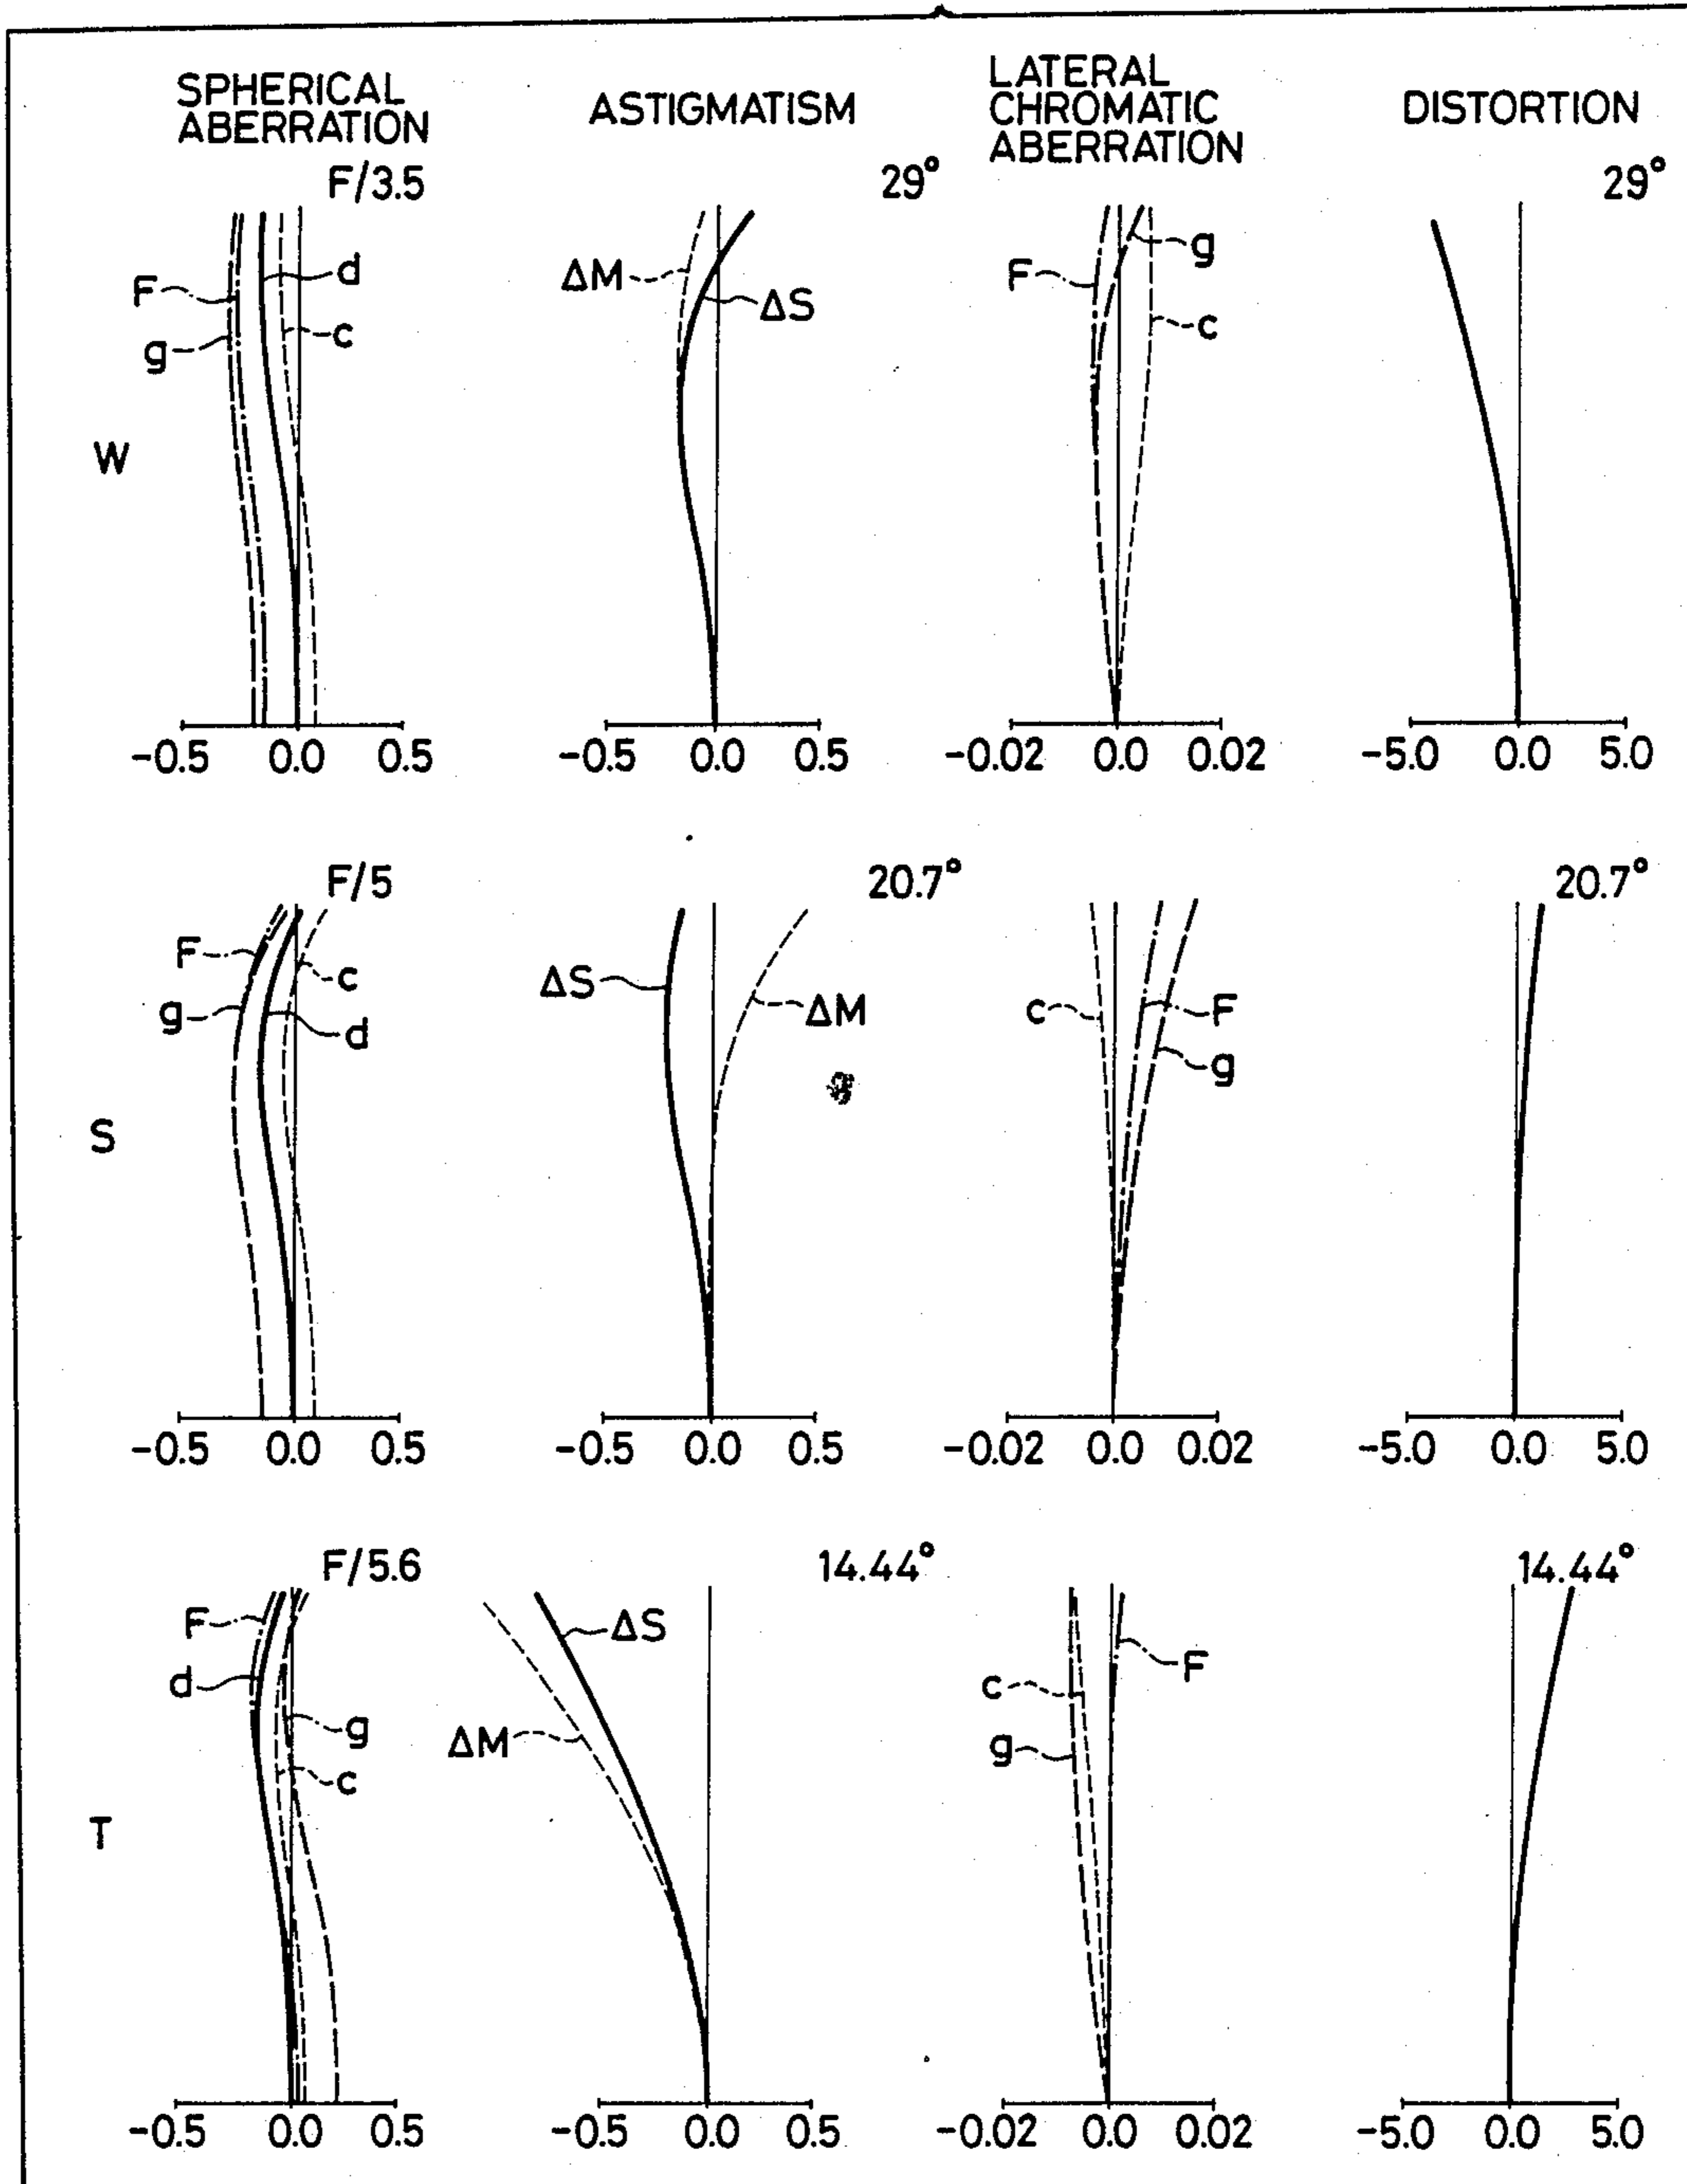 SPHERICAL
ABERRATION
ASTIGMATISM
LATERAL
CHROMATIC
ABERRATION
DISTORTION
F/3.5
29°
29°
F
g
d
c
ΔM
ΔS
F
g
c
W
-0.5 0.0 0.5
-0.5 0.0 0.5
-0.02 0.0 0.02
-5.0 0.0 5.0
F/5
20.7°
20.7°
F
g
c
d
ΔS
ΔM
c
F
g
S
-0.5 0.0 0.5
-0.5 0.0 0.5
-0.02 0.0 0.02
-5.0 0.0 5.0
F/5.6
14.44°
14.44°
F
d
g
c
ΔS
ΔM
c
g
F
T
-0.5 0.0 0.5
-0.5 0.0 0.5
-0.02 0.0 0.02
-5.0 0.0 5.0